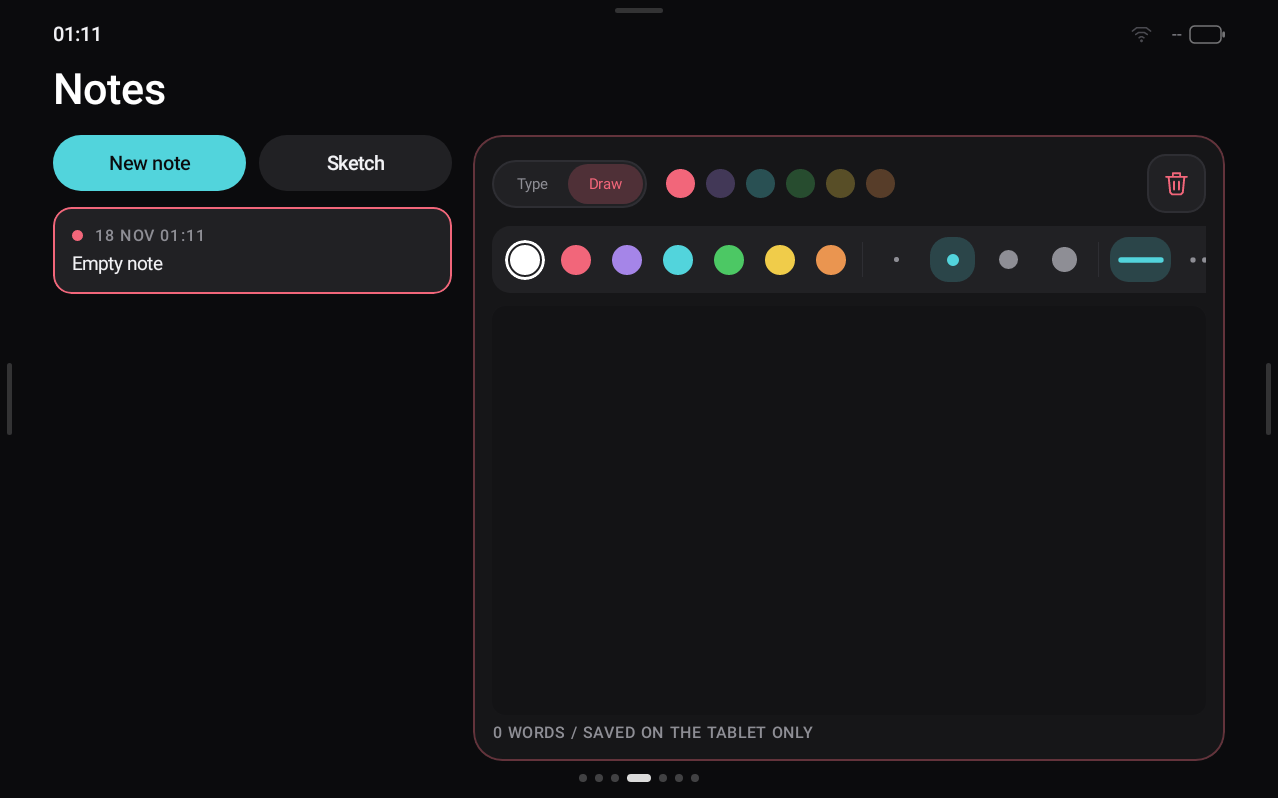 01:11
--
Notes
New note
Sketch
18 NOV 01:11
Empty note
Type
Draw
0 WORDS / SAVED ON THE TABLET ONLY